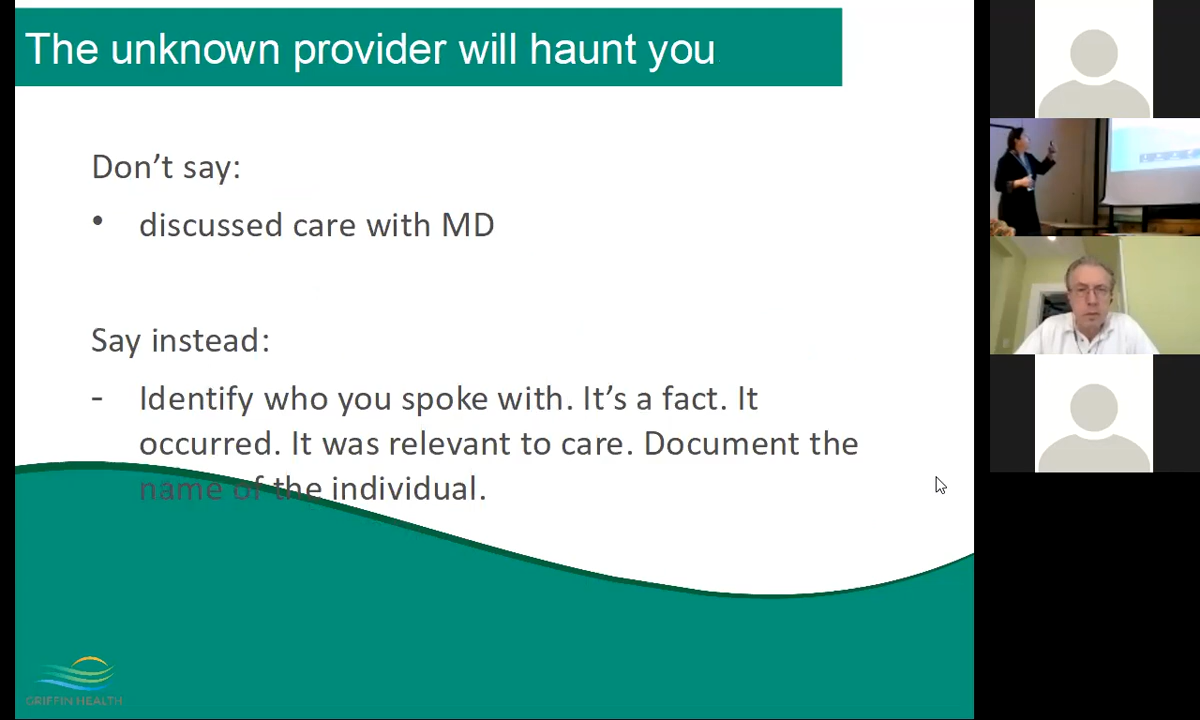 The unknown provider will haunt you
Don’t say:
• discussed care with MD
Say instead:
- Identify who you spoke with. It’s a fact. It
occurred. It was relevant to care. Document the
name of the individual.
GRIFFIN HEALTH